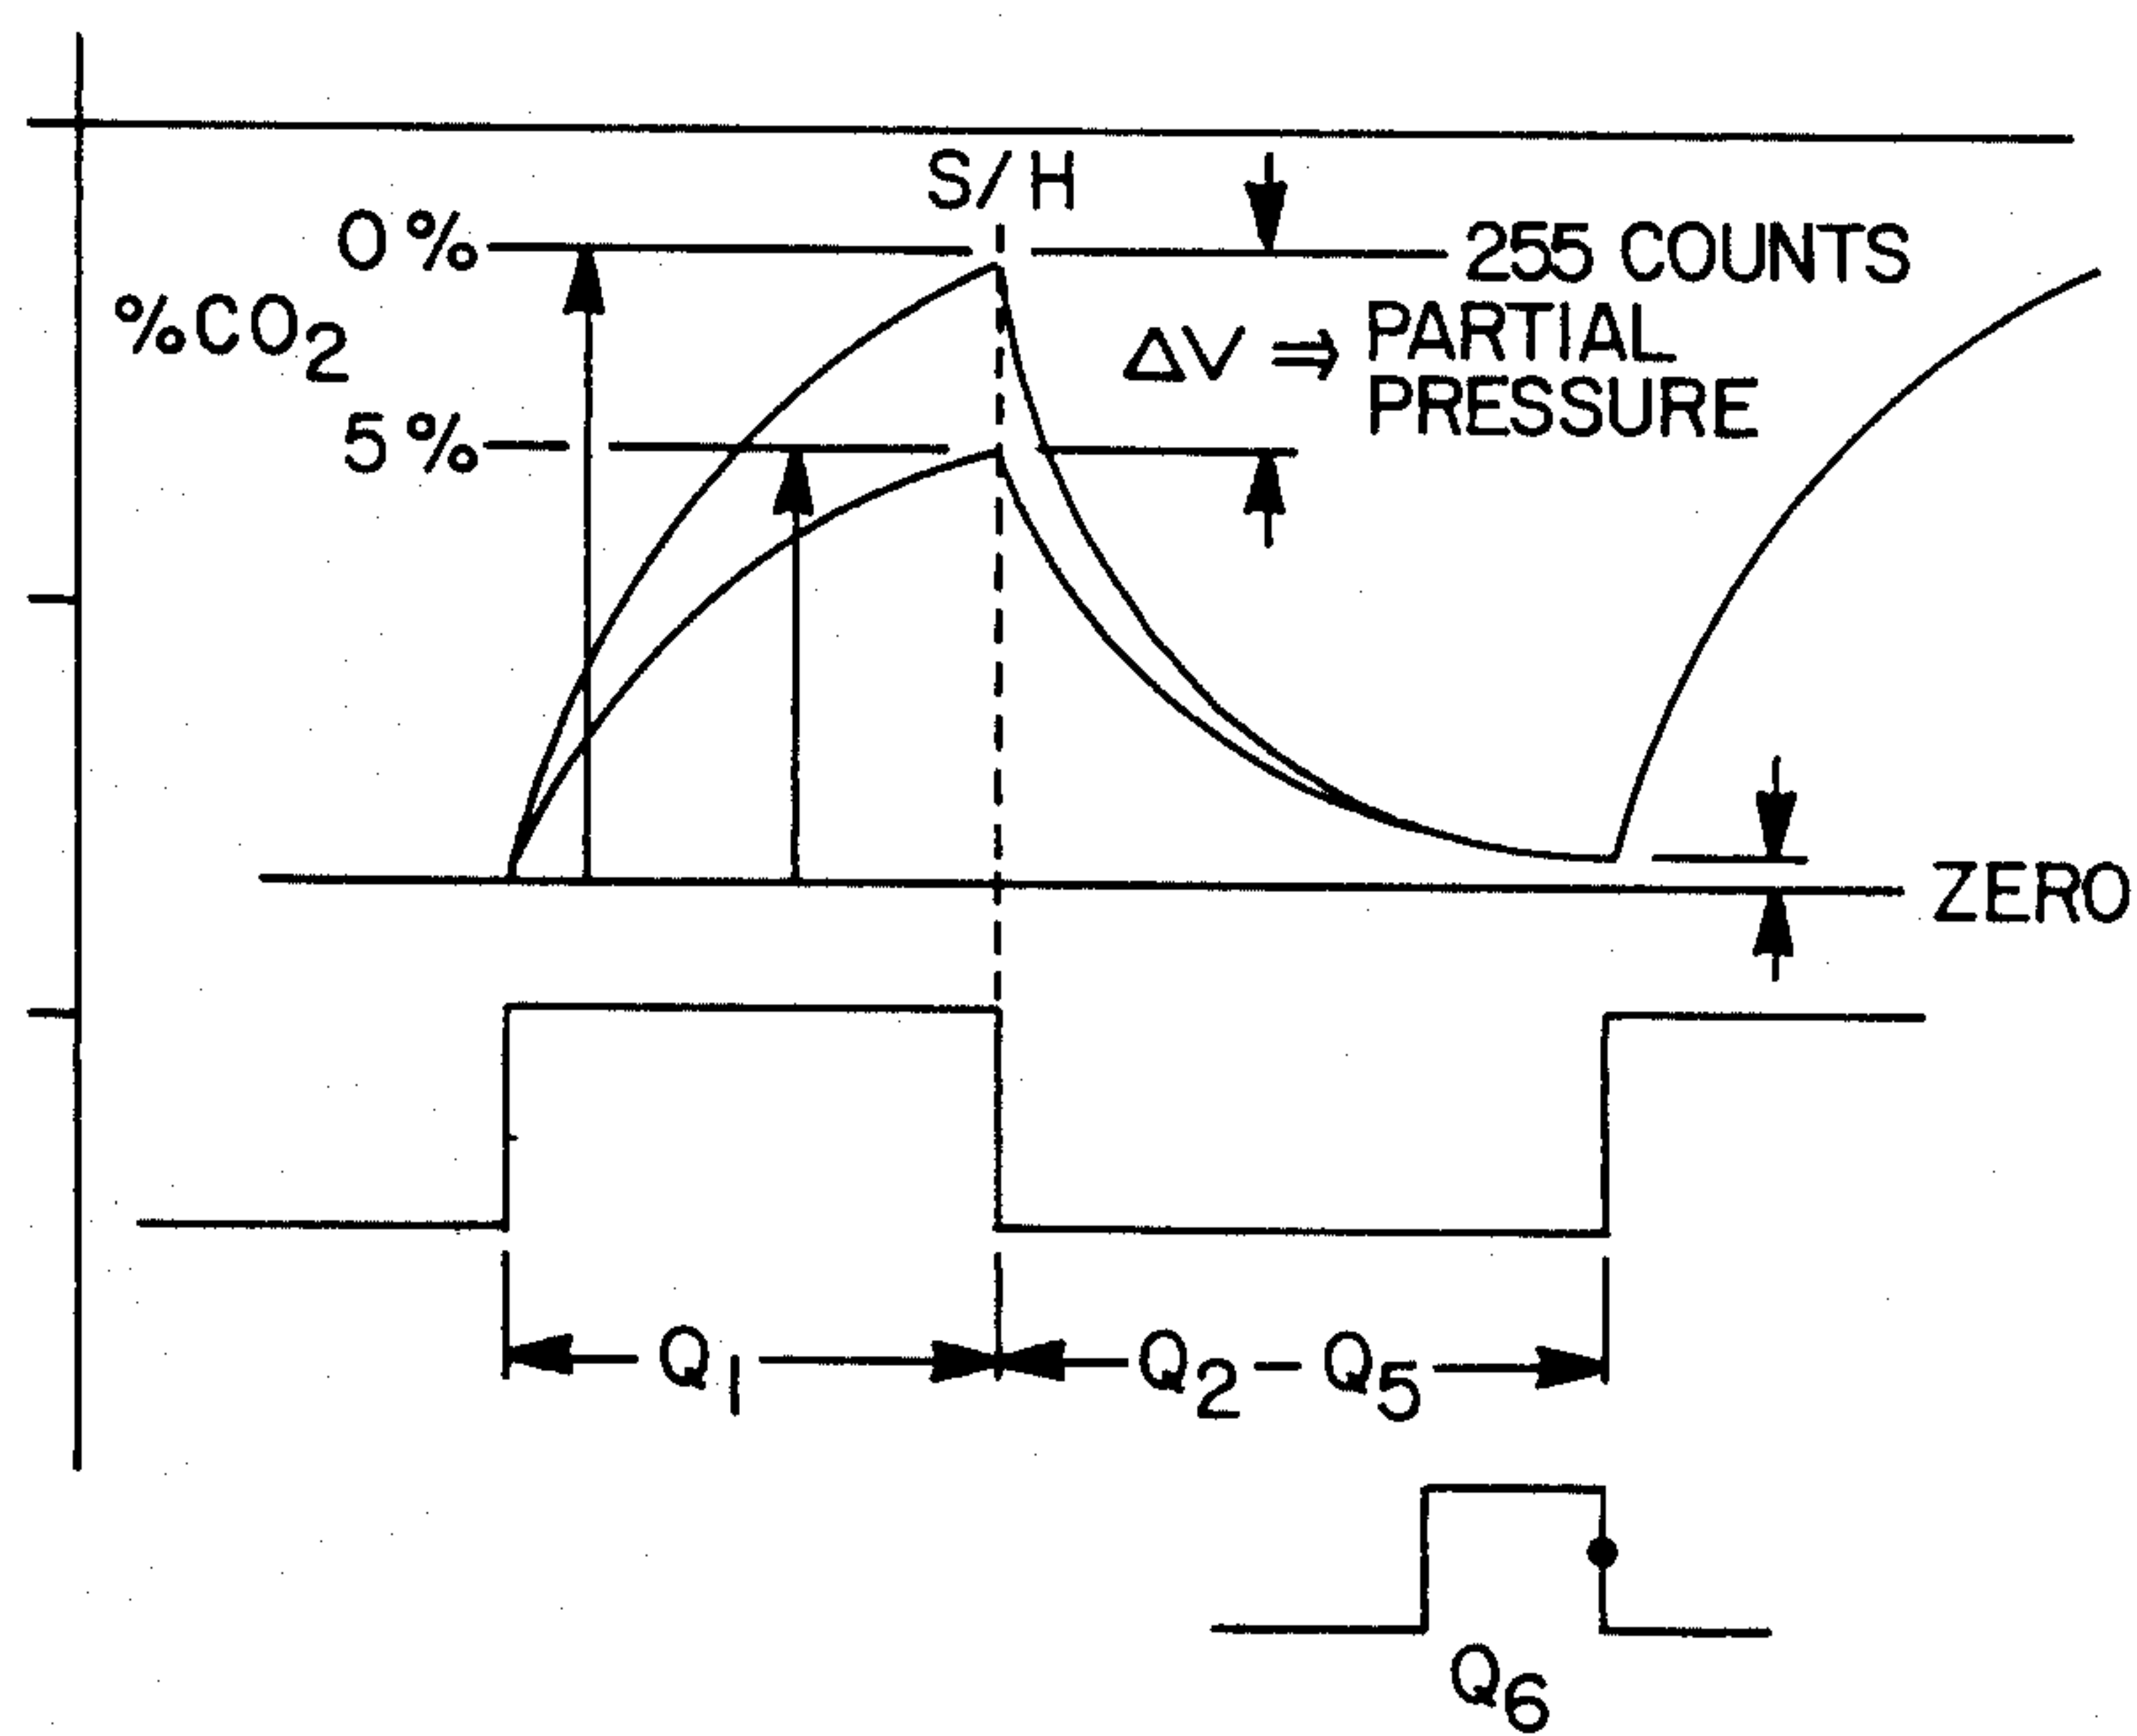 S/H
0%
255 COUNTS
%CO2
ΔV ⇒ PARTIAL
PRESSURE
5%
ZERO
Q1
Q2-Q5
Q6